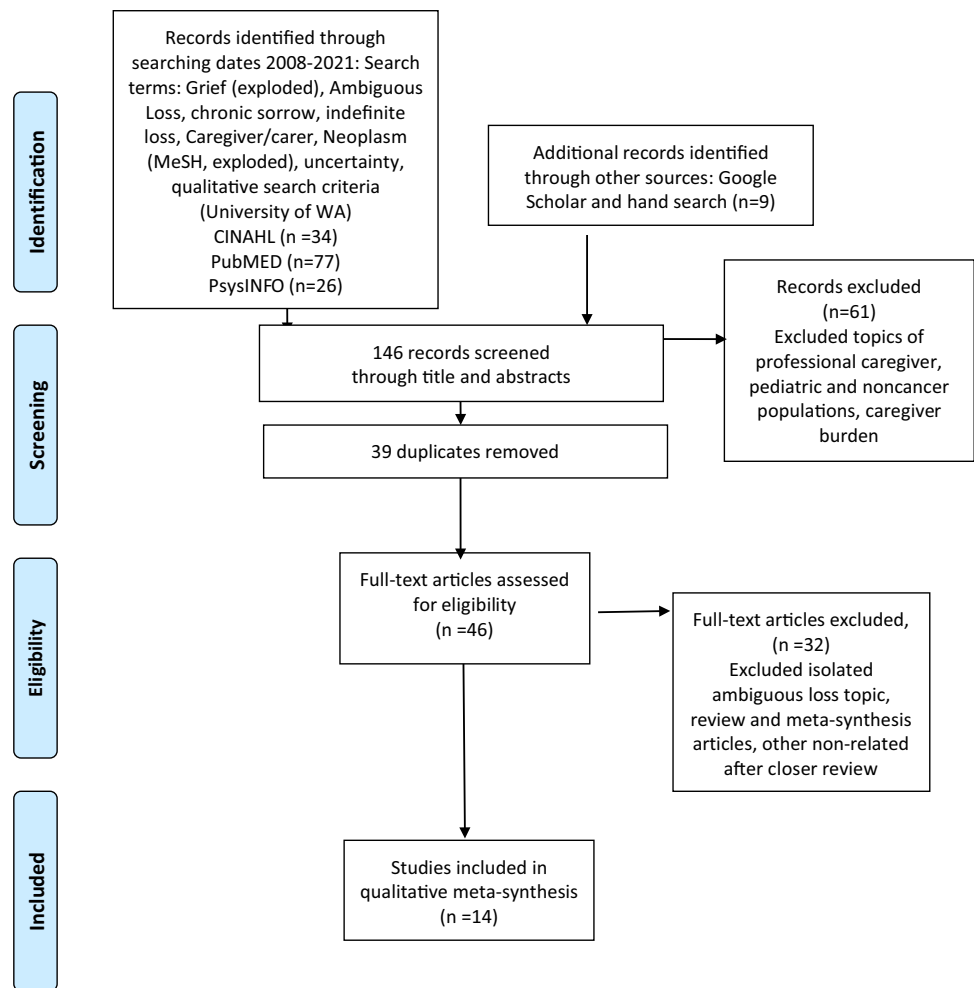 Identification
Records identified through
searching dates 2008-2021: Search
terms: Grief (exploded), Ambiguous
Loss, chronic sorrow, indefinite
loss, Caregiver/carer, Neoplasm
(MeSH, exploded), uncertainty,
qualitative search criteria
(University of WA)
CINAHL (n =34)
PubMED (n=77)
PsysINFO (n=26)
Additional records identified
through other sources: Google
Scholar and hand search (n=9)
Screening
146 records screened
through title and abstracts
Records excluded
(n=61)
Excluded topics of
professional caregiver,
pediatric and noncancer
populations, caregiver
burden
39 duplicates removed
Eligibility
Full-text articles assessed
for eligibility
(n =46)
Full-text articles excluded,
(n =32)
Excluded isolated
ambiguous loss topic,
review and meta-synthesis
articles, other non-related
after closer review
Included
Studies included in
qualitative meta-synthesis
(n =14)